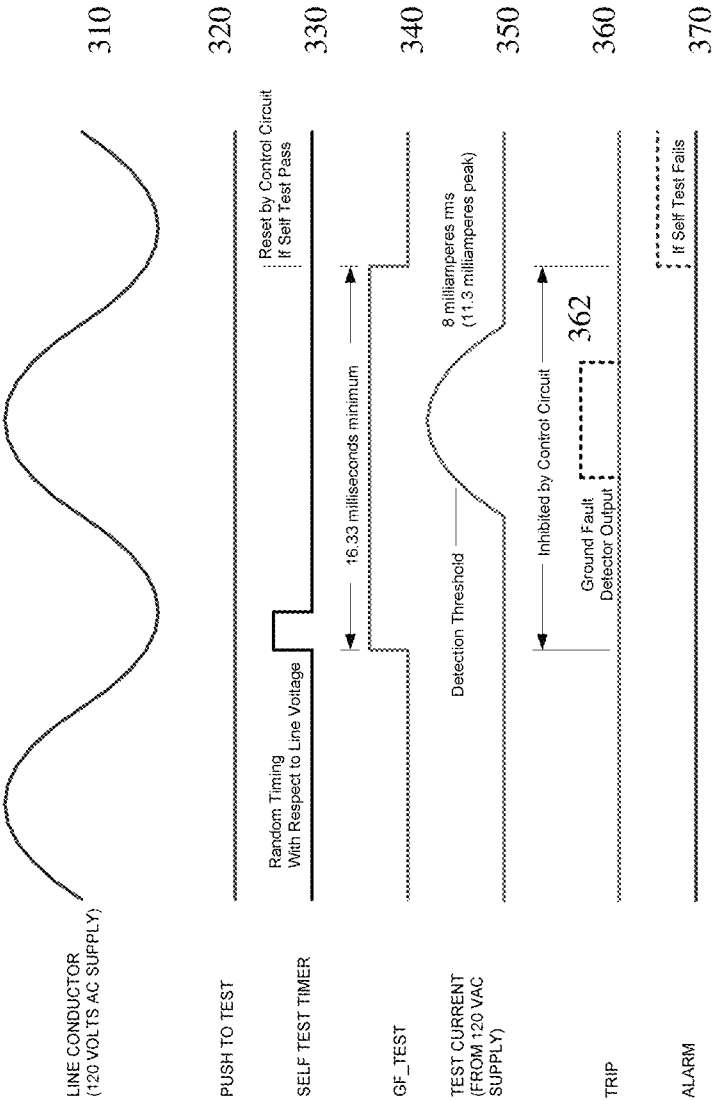 LINE CONDUCTOR
(120 VOLTS AC SUPPLY)
310
PUSH TO TEST
320
SELF TEST TIMER
Random Timing
With Respect to Line Voltage
Reset by Control Circuit
If Self Test Pass
330
GF_TEST
16.33 milliseconds minimum
340
TEST CURRENT
(FROM 120 VAC
SUPPLY)
Detection Threshold
8 milliamperes rms
(11.3 milliamperes peak)
350
TRIP
Inhibited by Control Circuit
Ground Fault
Detector Output
362
360
ALARM
If Self Test Fails
370